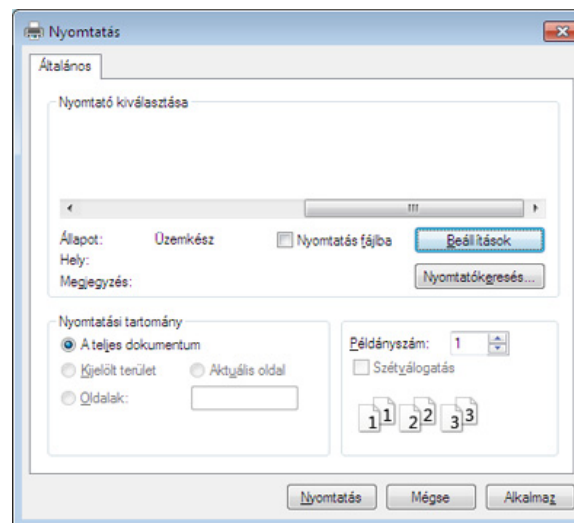 Nyomtatás
Általános
Nyomtató kiválasztása
Állapot: Üzemkész
Nyomtatás fájlba
Beállítások
Hely:
Megjegyzés:
Nyomtatókeresés...
Nyomtatási tartomány
A teljes dokumentum
Kijelölt terület
Aktuális oldal
Oldalak:
Példányszám: 1
Szétválogatás
1 1 2 2 3 3
Nyomtatás
Mégse
Alkalmaz